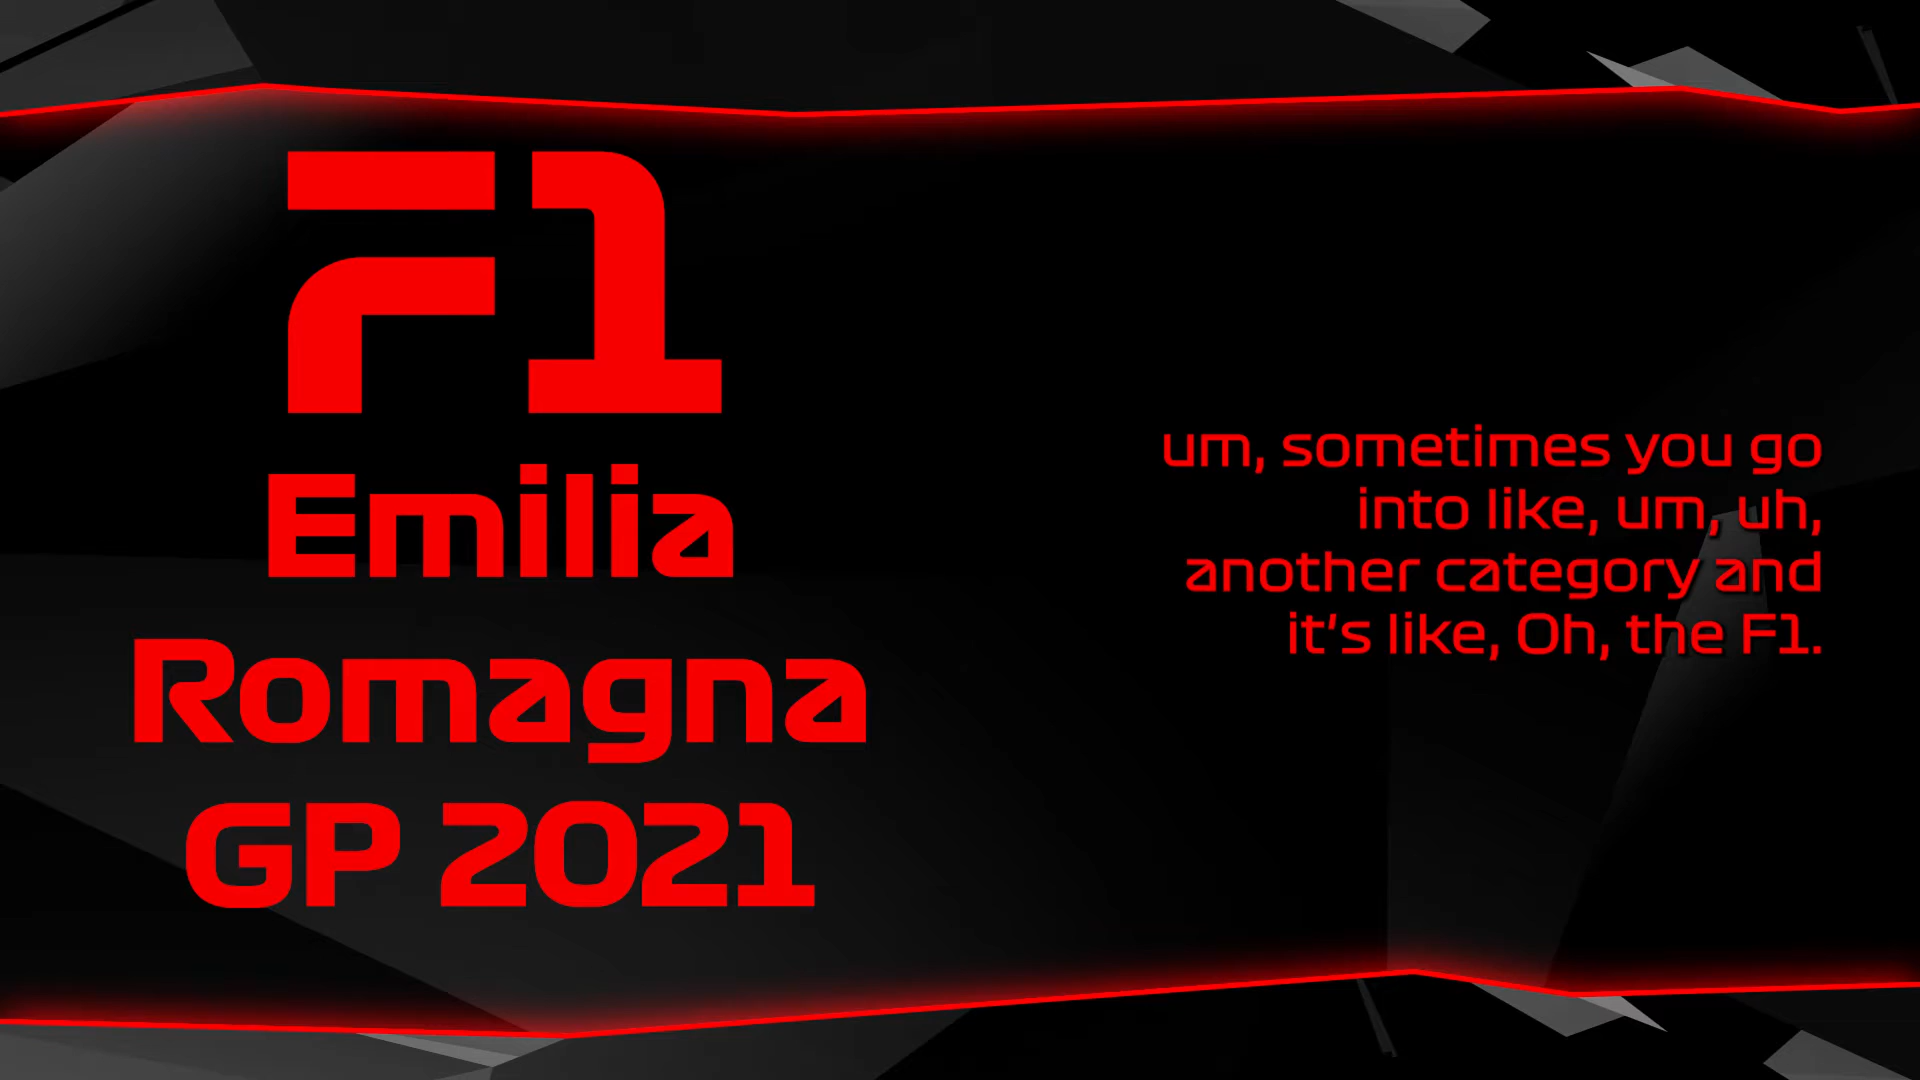 F1
Emilia
Romagna
GP 2021
um, sometimes you go
into like, um, uh,
another category and
it's like, Oh, the F1.